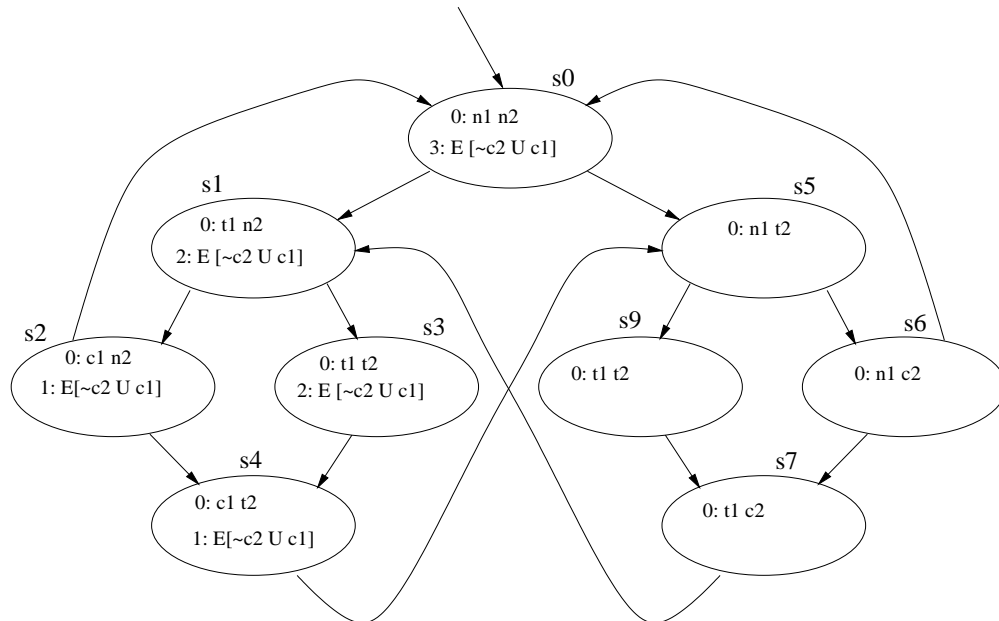 s0
0: n1 n2
3: E [~c2 U c1]
s1
0: t1 n2
2: E [~c2 U c1]
s5
0: n1 t2
s2
0: c1 n2
1: E[~c2 U c1]
s3
0: t1 t2
2: E [~c2 U c1]
s9
0: t1 t2
s6
0: n1 c2
s4
0: c1 t2
1: E[~c2 U c1]
s7
0: t1 c2